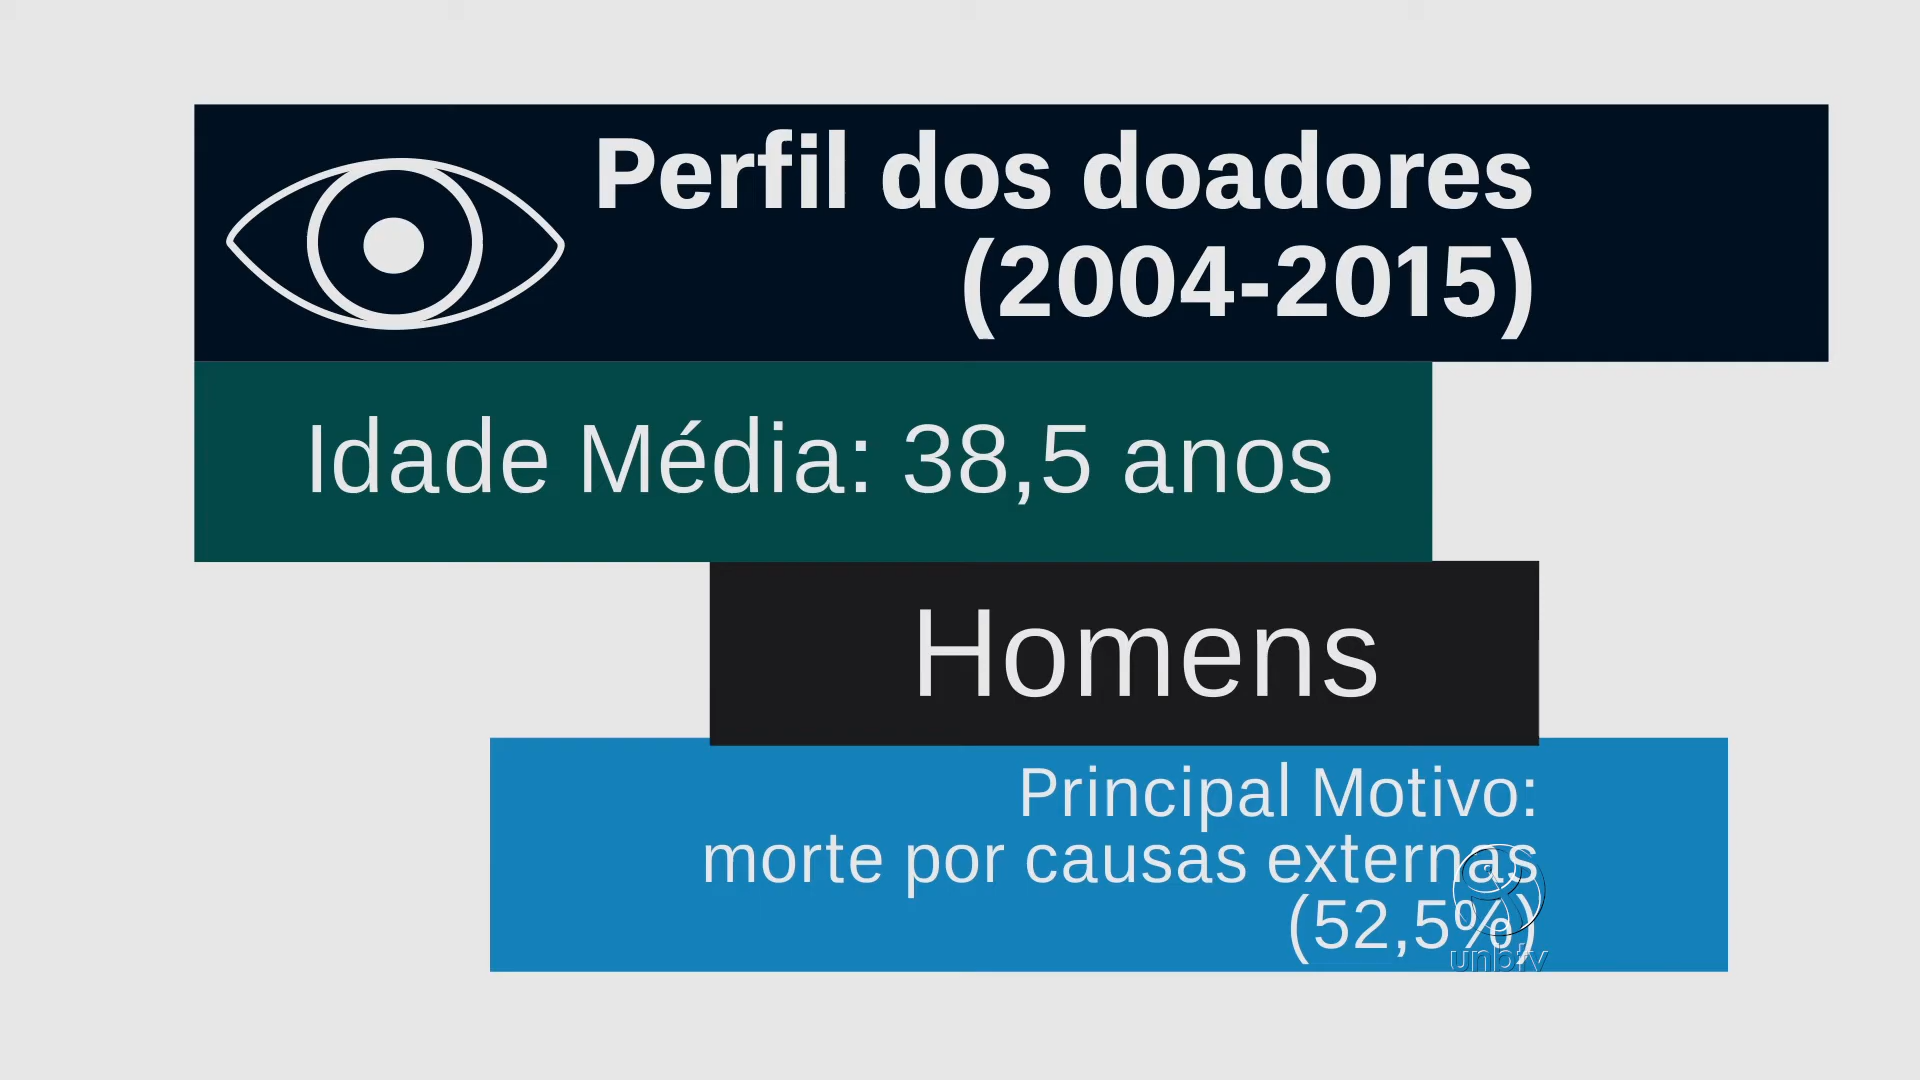 Perfil dos doadores
(2004-2015)
Idade Média: 38,5 anos
Homens
Principal Motivo:
morte por causas externas
(52,5%)
unbtv